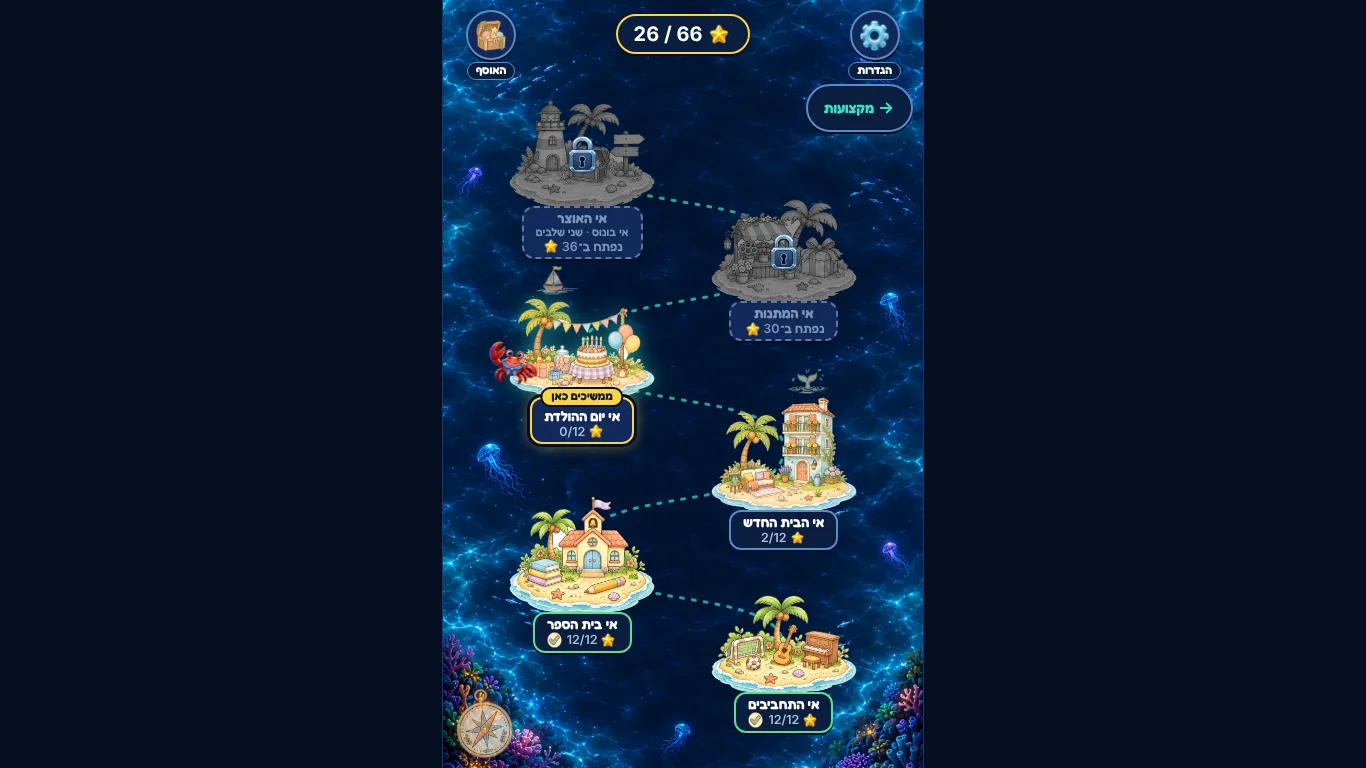 26 / 66
האוסף
הגדרות
מקצועות →
אי האוצר
אי בונוס · שני שלבים
נפתח ב־36
אי המתנות
נפתח ב־30
ממשיכים כאן
אי יום ההולדת
0/12
אי הבית החדש
2/12
אי בית הספר
12/12
אי התחביבים
12/12